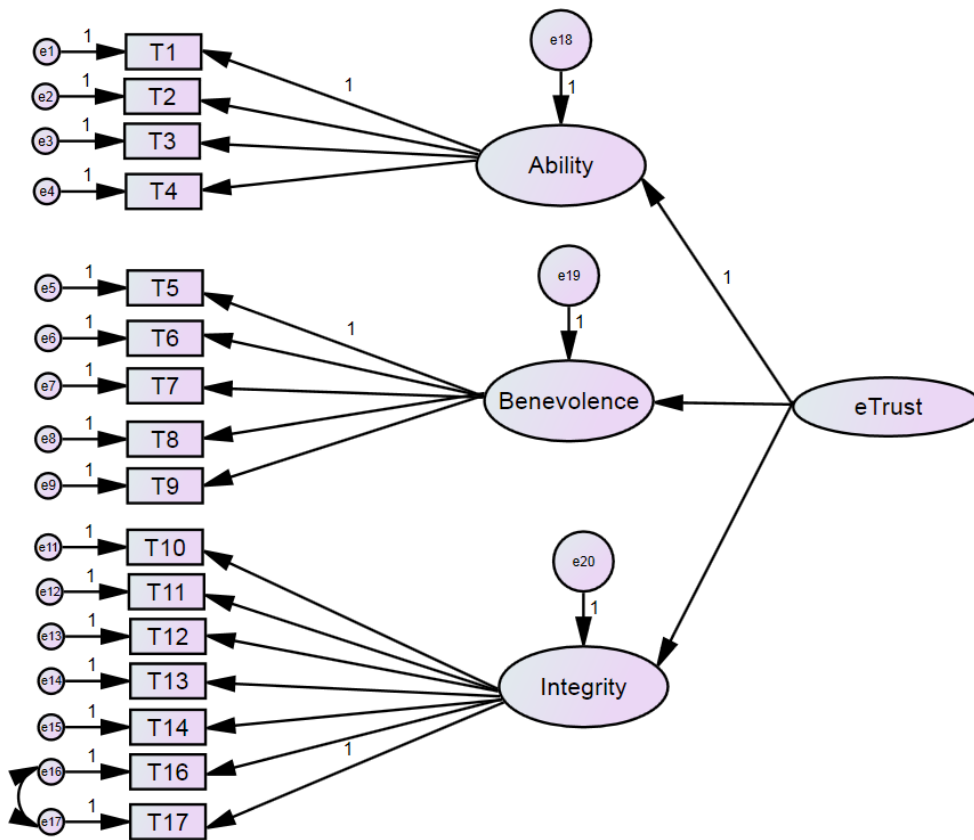 e1 1 T1
e2 1 T2
e3 1 T3
e4 1 T4
1
e18
1
Ability
e5 1 T5
e6 1 T6
e7 1 T7
e8 1 T8
e9 1 T9
1
e19
1
Benevolence
1
eTrust
e11 1 T10
e12 1 T11
e13 1 T12
e14 1 T13
e15 1 T14
e16 1 T16
e17 1 T17
1
e20
1
Integrity